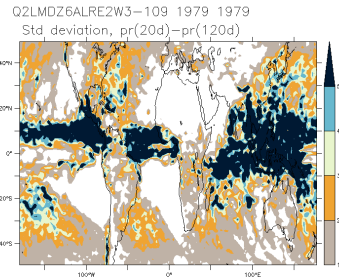 Q2LMDZ6ALRE2W3-109 1979 1979
Std deviation, pr(20d)-pr(120d)
40°N
20°N
0°
20°S
40°S
100°W 0° 100°E
5
4
3
2
1